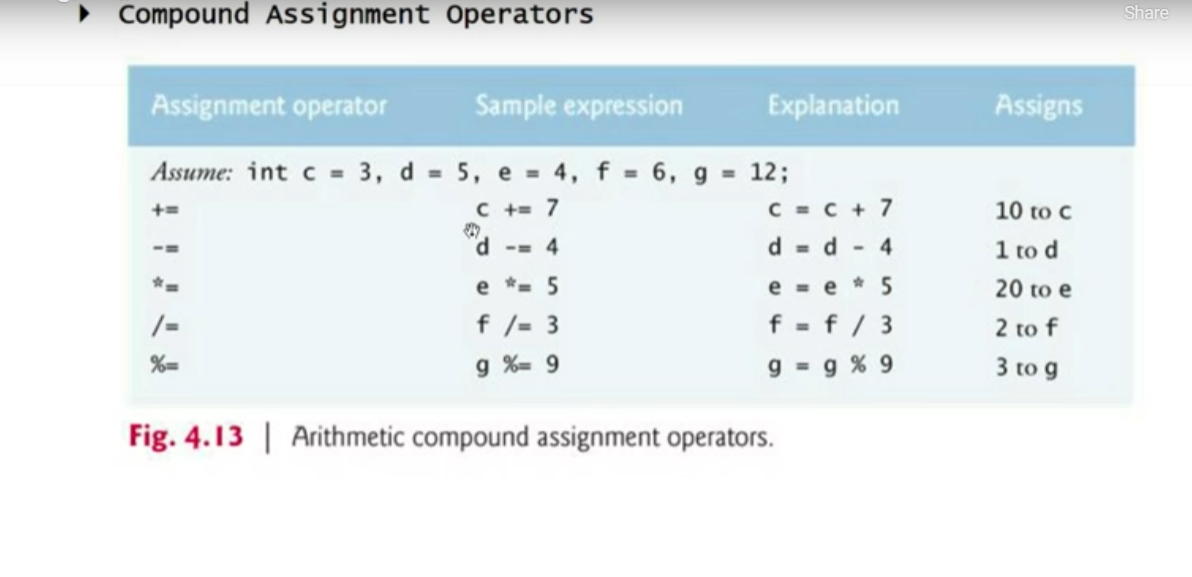 Compound Assignment Operators
Share
Assignment operator Sample expression Explanation Assigns
Assume: int c = 3, d = 5, e = 4, f = 6, g = 12;
+= c += 7 c = c + 7 10 to c
-= d -= 4 d = d - 4 1 to d
*= e *= 5 e = e * 5 20 to e
/= f /= 3 f = f / 3 2 to f
%= g %= 9 g = g % 9 3 to g
Fig. 4.13 | Arithmetic compound assignment operators.